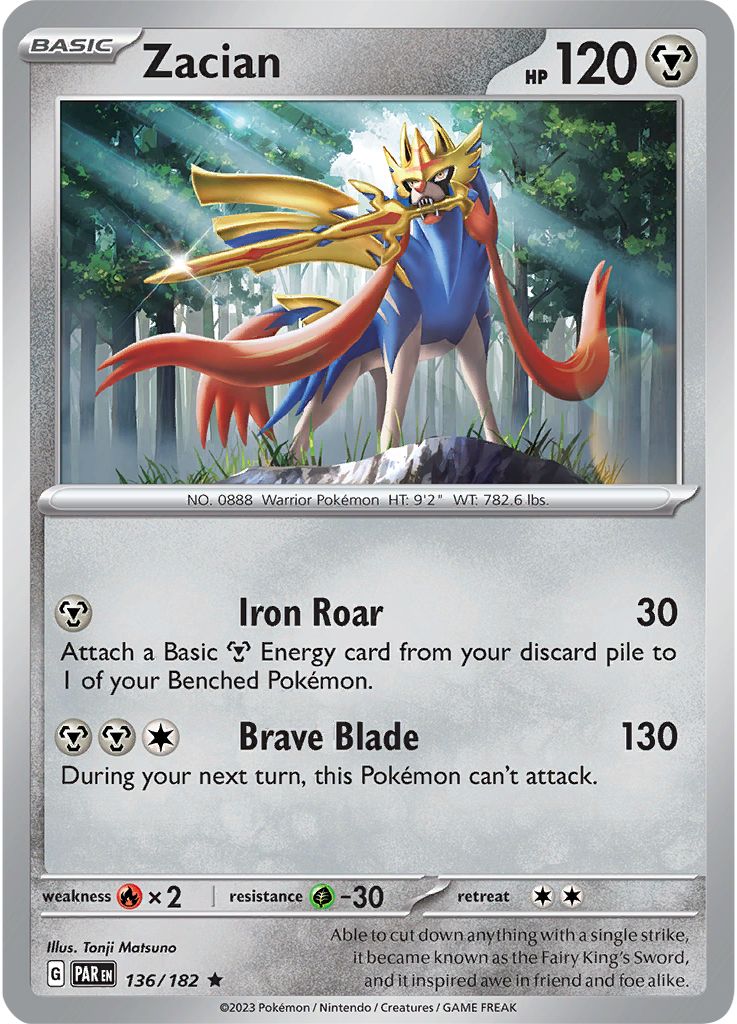 BASIC Zacian HP 120
NO. 0888 Warrior Pokémon HT: 9'2" WT: 782.6 lbs.
Iron Roar 30
Attach a Basic Energy card from your discard pile to
1 of your Benched Pokémon.
Brave Blade 130
During your next turn, this Pokémon can't attack.
weakness ×2 resistance -30 retreat
Illus. Tonji Matsuno
Able to cut down anything with a single strike,
it became known as the Fairy King's Sword,
and it inspired awe in friend and foe alike.
G PAR EN 136/182 ★
©2023 Pokémon / Nintendo / Creatures / GAME FREAK